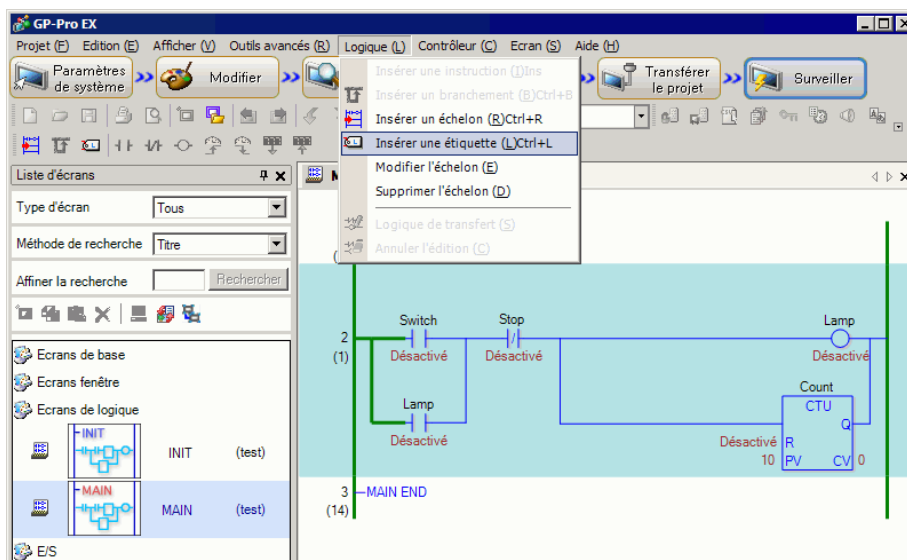 GP-Pro EX
Projet (F) Edition (E) Afficher (V) Outils avancés (R) Logique (L) Contrôleur (C) Ecran (S) Aide (H)
Paramètres de système
Modifier
Transférer le projet
Surveiller
Insérer une instruction (I)Ins
Insérer un branchement (B)Ctrl+B
Insérer un échelon (R)Ctrl+R
Insérer une étiquette (L)Ctrl+L
Modifier l'échelon (E)
Supprimer l'échelon (D)
Logique de transfert (S)
Annuler l'édition (C)
Liste d'écrans
Type d'écran Tous
Méthode de recherche Titre
Affiner la recherche Rechercher
Ecrans de base
Ecrans fenêtre
Ecrans de logique
INIT INIT (test)
MAIN MAIN (test)
E/S
2
(1)
Switch Stop Lamp
Désactivé Désactivé Désactivé
Lamp
Désactivé
Count
CTU
Q
Désactivé R
10 PV CV 0
3 MAIN END
(14)